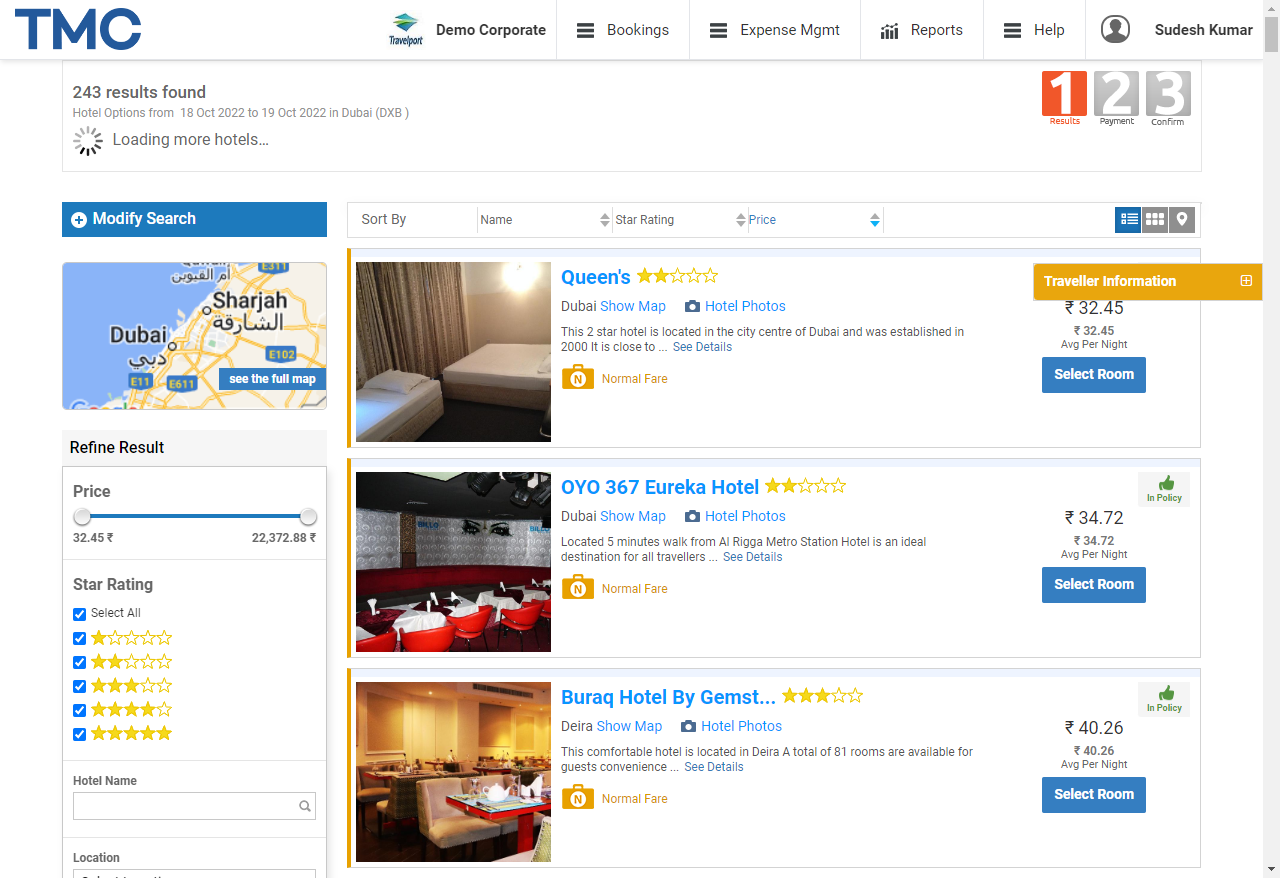 TMC
Travelport
Demo Corporate
Bookings
Expense Mgmt
Reports
Help
Sudesh Kumar
243 results found
Hotel Options from 18 Oct 2022 to 19 Oct 2022 in Dubai (DXB )
Loading more hotels...
1 2 3
Results Payment Confirm
Modify Search
Sort By
Name
Star Rating
Price
أم القيوين
E311
Sharjah
الشارقة
Dubai
دبي
E102
E11
E611
see the full map
Google
Refine Result
Price
32.45 ₹ 22,372.88 ₹
Star Rating
Select All
Hotel Name
Location
Traveller Information
Queen's
Dubai Show Map Hotel Photos
This 2 star hotel is located in the city centre of Dubai and was established in
2000 It is close to ... See Details
N Normal Fare
₹ 32.45
₹ 32.45
Avg Per Night
Select Room
OYO 367 Eureka Hotel
Dubai Show Map Hotel Photos
Located 5 minutes walk from Al Rigga Metro Station Hotel is an ideal
destination for all travellers ... See Details
N Normal Fare
In Policy
₹ 34.72
₹ 34.72
Avg Per Night
Select Room
Buraq Hotel By Gemst...
Deira Show Map Hotel Photos
This comfortable hotel is located in Deira A total of 81 rooms are available for
guests convenience ... See Details
N Normal Fare
In Policy
₹ 40.26
₹ 40.26
Avg Per Night
Select Room